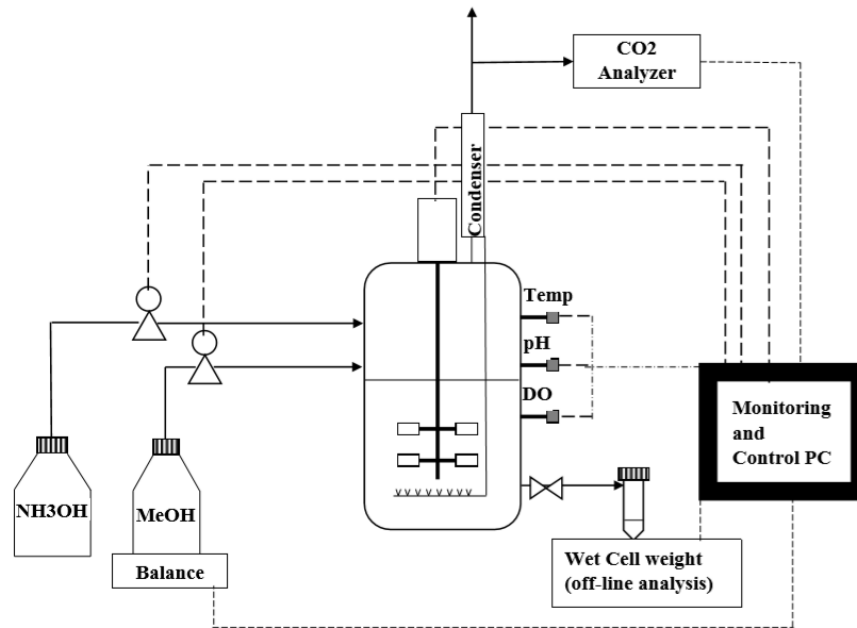 CO2
Analyzer
Condenser
Temp
pH
DO
Monitoring
and
Control PC
NH3OH
MeOH
Balance
Wet Cell weight
(off-line analysis)